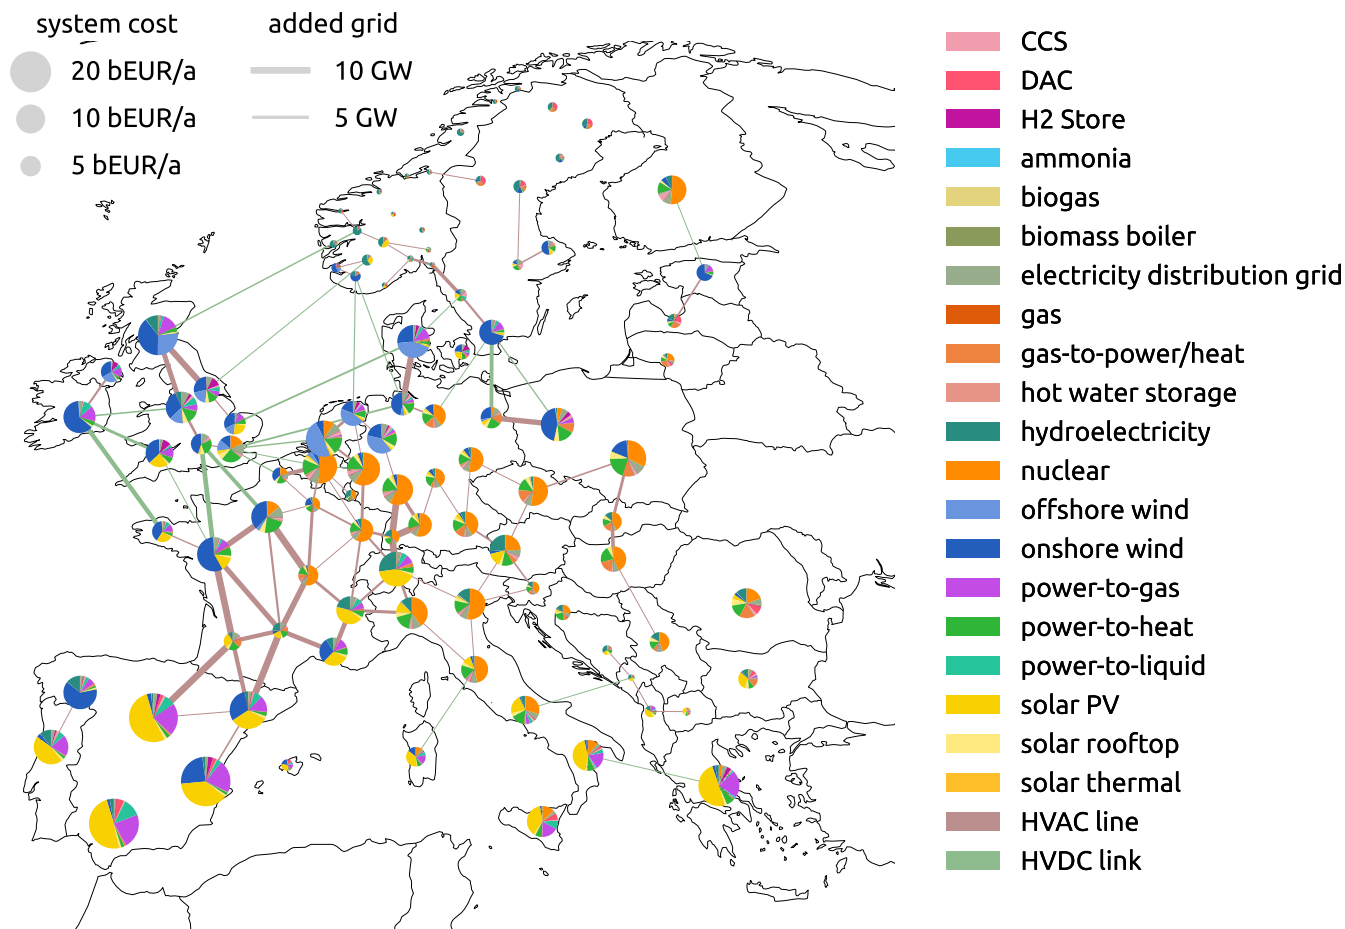 system cost
added grid
20 bEUR/a
10 GW
10 bEUR/a
5 GW
5 bEUR/a
CCS
DAC
H2 Store
ammonia
biogas
biomass boiler
electricity distribution grid
gas
gas-to-power/heat
hot water storage
hydroelectricity
nuclear
offshore wind
onshore wind
power-to-gas
power-to-heat
power-to-liquid
solar PV
solar rooftop
solar thermal
HVAC line
HVDC link